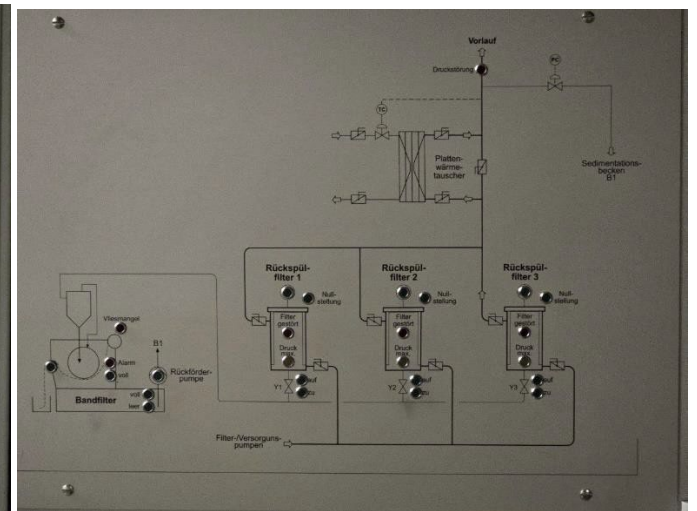 Vorlauf
Druckstörung
PC
TC
Platten-
wärme-
tauscher
Sedimentations-
becken
B1
Rückspül-
filter 1
Rückspül-
filter 2
Rückspül-
filter 3
Null-
stellung
Null-
stellung
Null-
stellung
Filter
gestört
Filter
gestört
Filter
gestört
Druck
max.
Druck
max.
Druck
max.
Y1
auf
zu
Y2
auf
zu
Y3
auf
zu
Vliesmangel
B1
Alarm
voll
Rückförder-
pumpe
Bandfilter
voll
leer
Filter-/Versorgungs-
pumpen